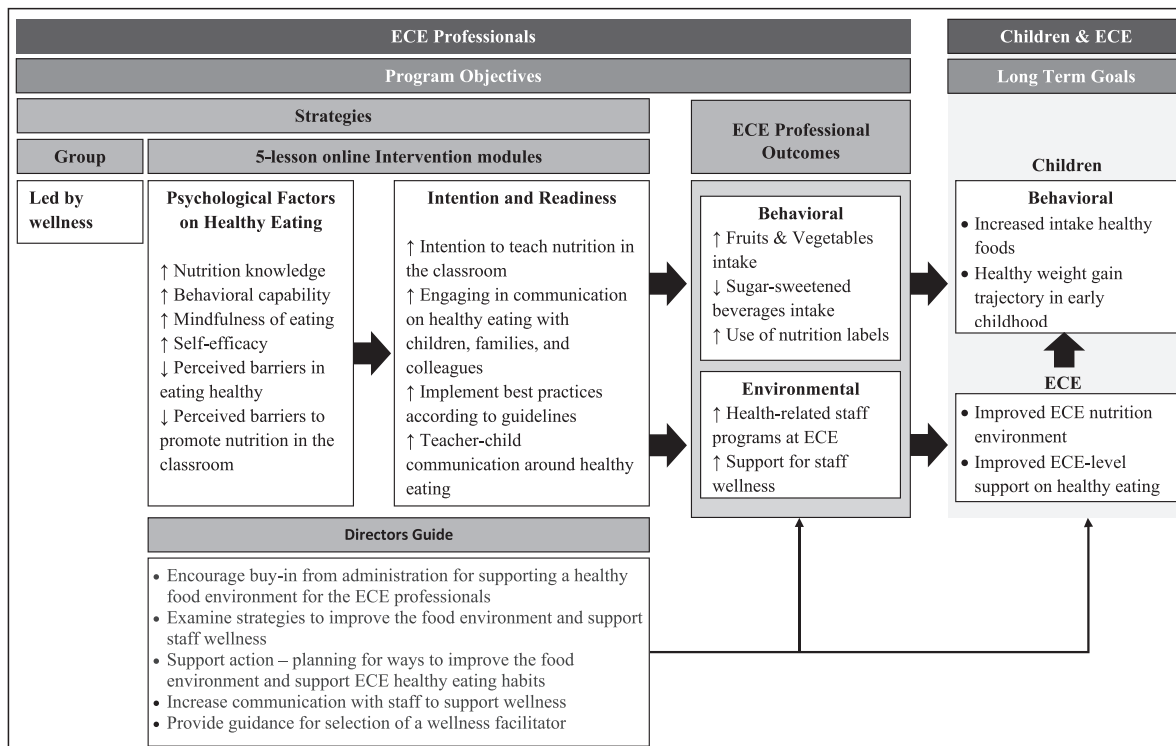 ECE Professionals
Children & ECE
Program Objectives
Long Term Goals
Strategies
ECE Professional
Outcomes
Group
5-lesson online Intervention modules
Led by
wellness
Psychological Factors
on Healthy Eating
↑ Nutrition knowledge
↑ Behavioral capability
↑ Mindfulness of eating
↑ Self-efficacy
↓ Perceived barriers in
eating healthy
↓ Perceived barriers to
promote nutrition in the
classroom
Intention and Readiness
↑ Intention to teach nutrition in
the classroom
↑ Engaging in communication
on healthy eating with
children, families, and
colleagues
↑ Implement best practices
according to guidelines
↑ Teacher-child
communication around healthy
eating
Behavioral
↑ Fruits & Vegetables
intake
↓ Sugar-sweetened
beverages intake
↑ Use of nutrition labels
Environmental
↑ Health-related staff
programs at ECE
↑ Support for staff
wellness
Children
Behavioral
• Increased intake healthy
foods
• Healthy weight gain
trajectory in early
childhood
ECE
• Improved ECE nutrition
environment
• Improved ECE-level
support on healthy eating
Directors Guide
• Encourage buy-in from administration for supporting a healthy
food environment for the ECE professionals
• Examine strategies to improve the food environment and support
staff wellness
• Support action – planning for ways to improve the food
environment and support ECE healthy eating habits
• Increase communication with staff to support wellness
• Provide guidance for selection of a wellness facilitator